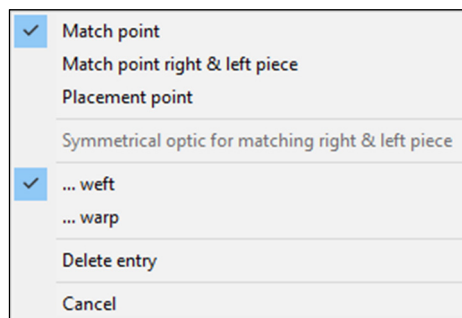 Match point
Match point right & left piece
Placement point
Symmetrical optic for matching right & left piece
... weft
... warp
Delete entry
Cancel